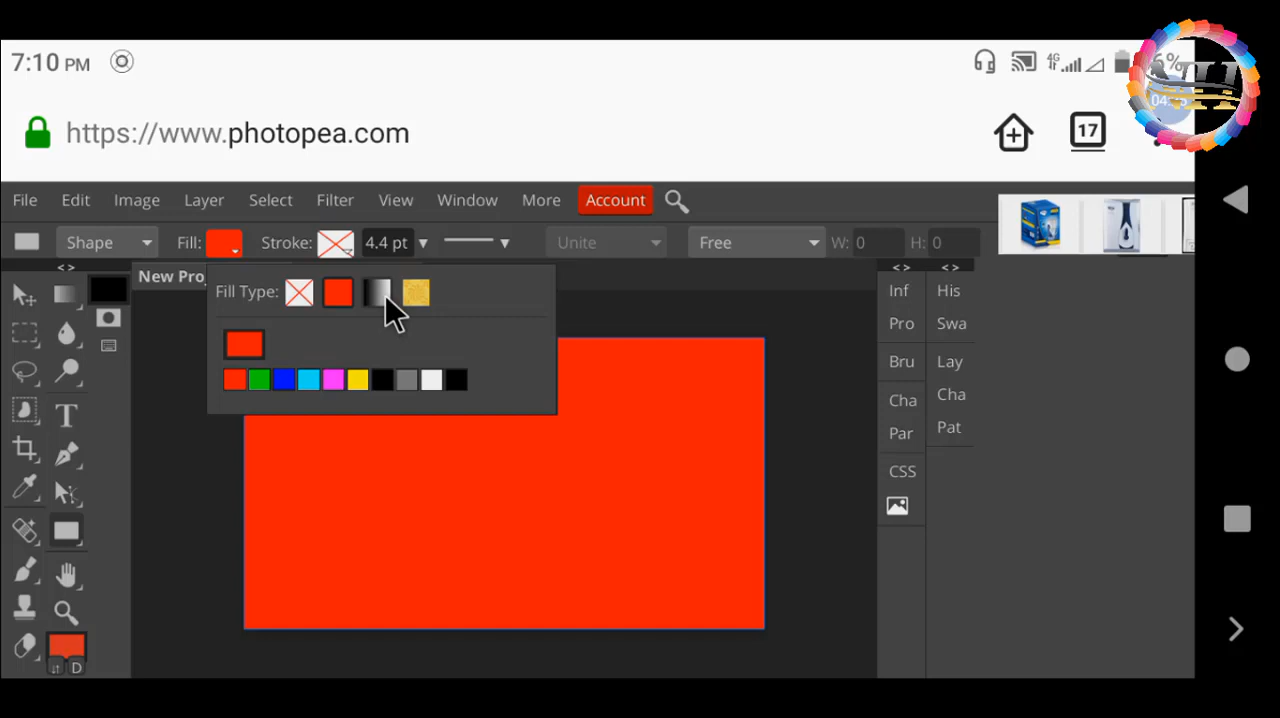 7:10 PM 4G 6%
https://www.photopea.com 17
File Edit Image Layer Select Filter View Window More Account
Shape Fill: Stroke: 4.4 pt Unite Free W: 0 H: 0
< > New Pro < > < >
Fill Type:
Inf His
Pro Swa
Bru Lay
Cha Cha
Par Pat
CSS
T
D